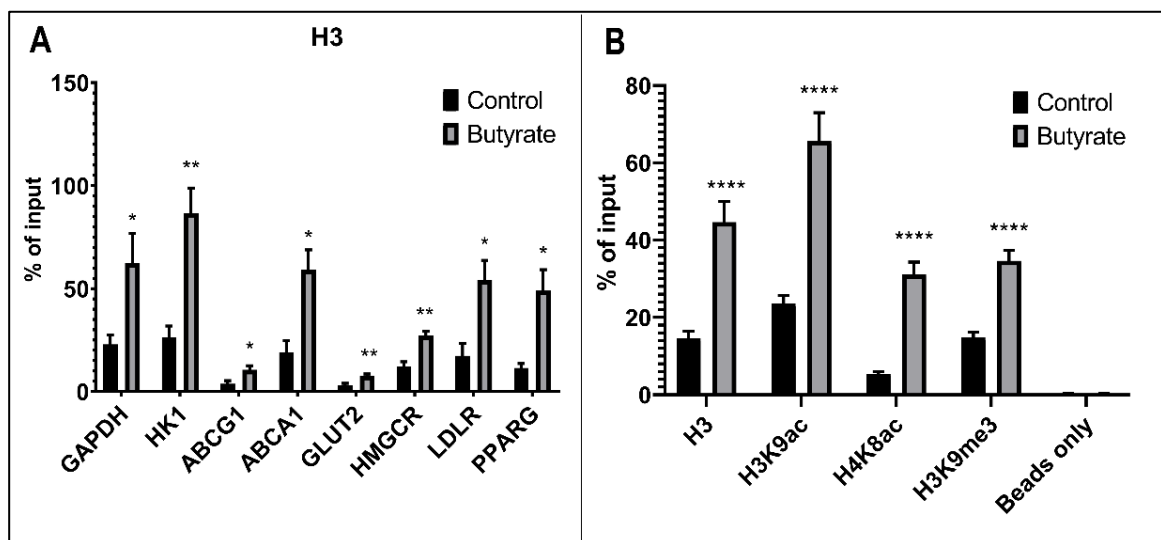 A
H3
% of input
150
100
50
0
Control
Butyrate
*
**
*
*
**
**
*
*
GAPDH
HK1
ABCG1
ABCA1
GLUT2
HMGCR
LDLR
PPARG
B
% of input
80
60
40
20
0
Control
Butyrate
****
****
****
****
H3
H3K9ac
H4K8ac
H3K9me3
Beads only